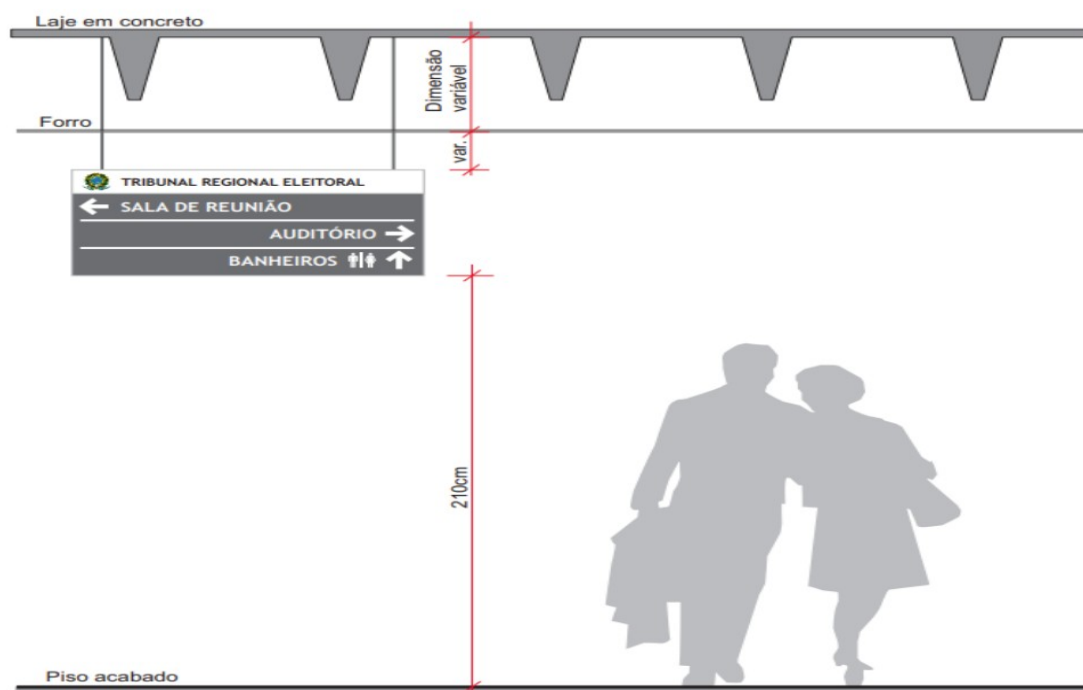 Laje em concreto
Dimensão
variável
Forro
var.
TRIBUNAL REGIONAL ELEITORAL
SALA DE REUNIÃO
AUDITÓRIO
BANHEIROS
210cm
Piso acabado